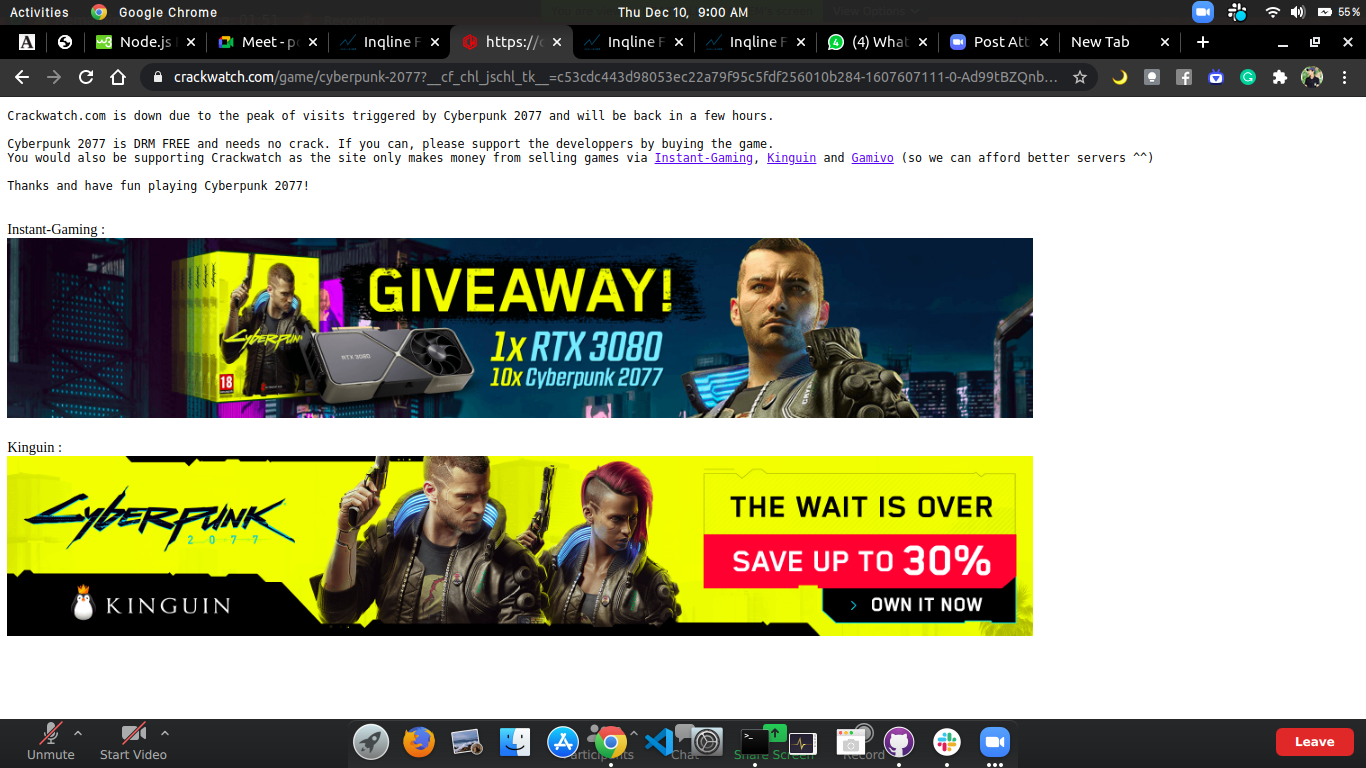 Activities
Google Chrome
Thu Dec 10, 9:00 AM
View Options
55%
Node.js
Meet - p
Inqline F
https://
Inqline F
Inqline F
(4) What
Post Att
New Tab
crackwatch.com/game/cyberpunk-2077?__cf_chl_jschl_tk__=c53cdc443d98053ec22a79f95c5fdf256010b284-1607607111-0-Ad99tBZQnb...
Crackwatch.com is down due to the peak of visits triggered by Cyberpunk 2077 and will be back in a few hours.
Cyberpunk 2077 is DRM FREE and needs no crack. If you can, please support the developpers by buying the game.
You would also be supporting Crackwatch as the site only makes money from selling games via Instant-Gaming, Kinguin and Gamivo (so we can afford better servers ^^)
Thanks and have fun playing Cyberpunk 2077!
Instant-Gaming :
GIVEAWAY!
1x RTX 3080
10x Cyberpunk 2077
CYBERPUNK
RTX 3080
18
Kinguin :
CYBERPUNK
2077
KINGUIN
THE WAIT IS OVER
SAVE UP TO 30%
> OWN IT NOW
Unmute
Start Video
Participants
Chat
Share Screen
Record
Leave